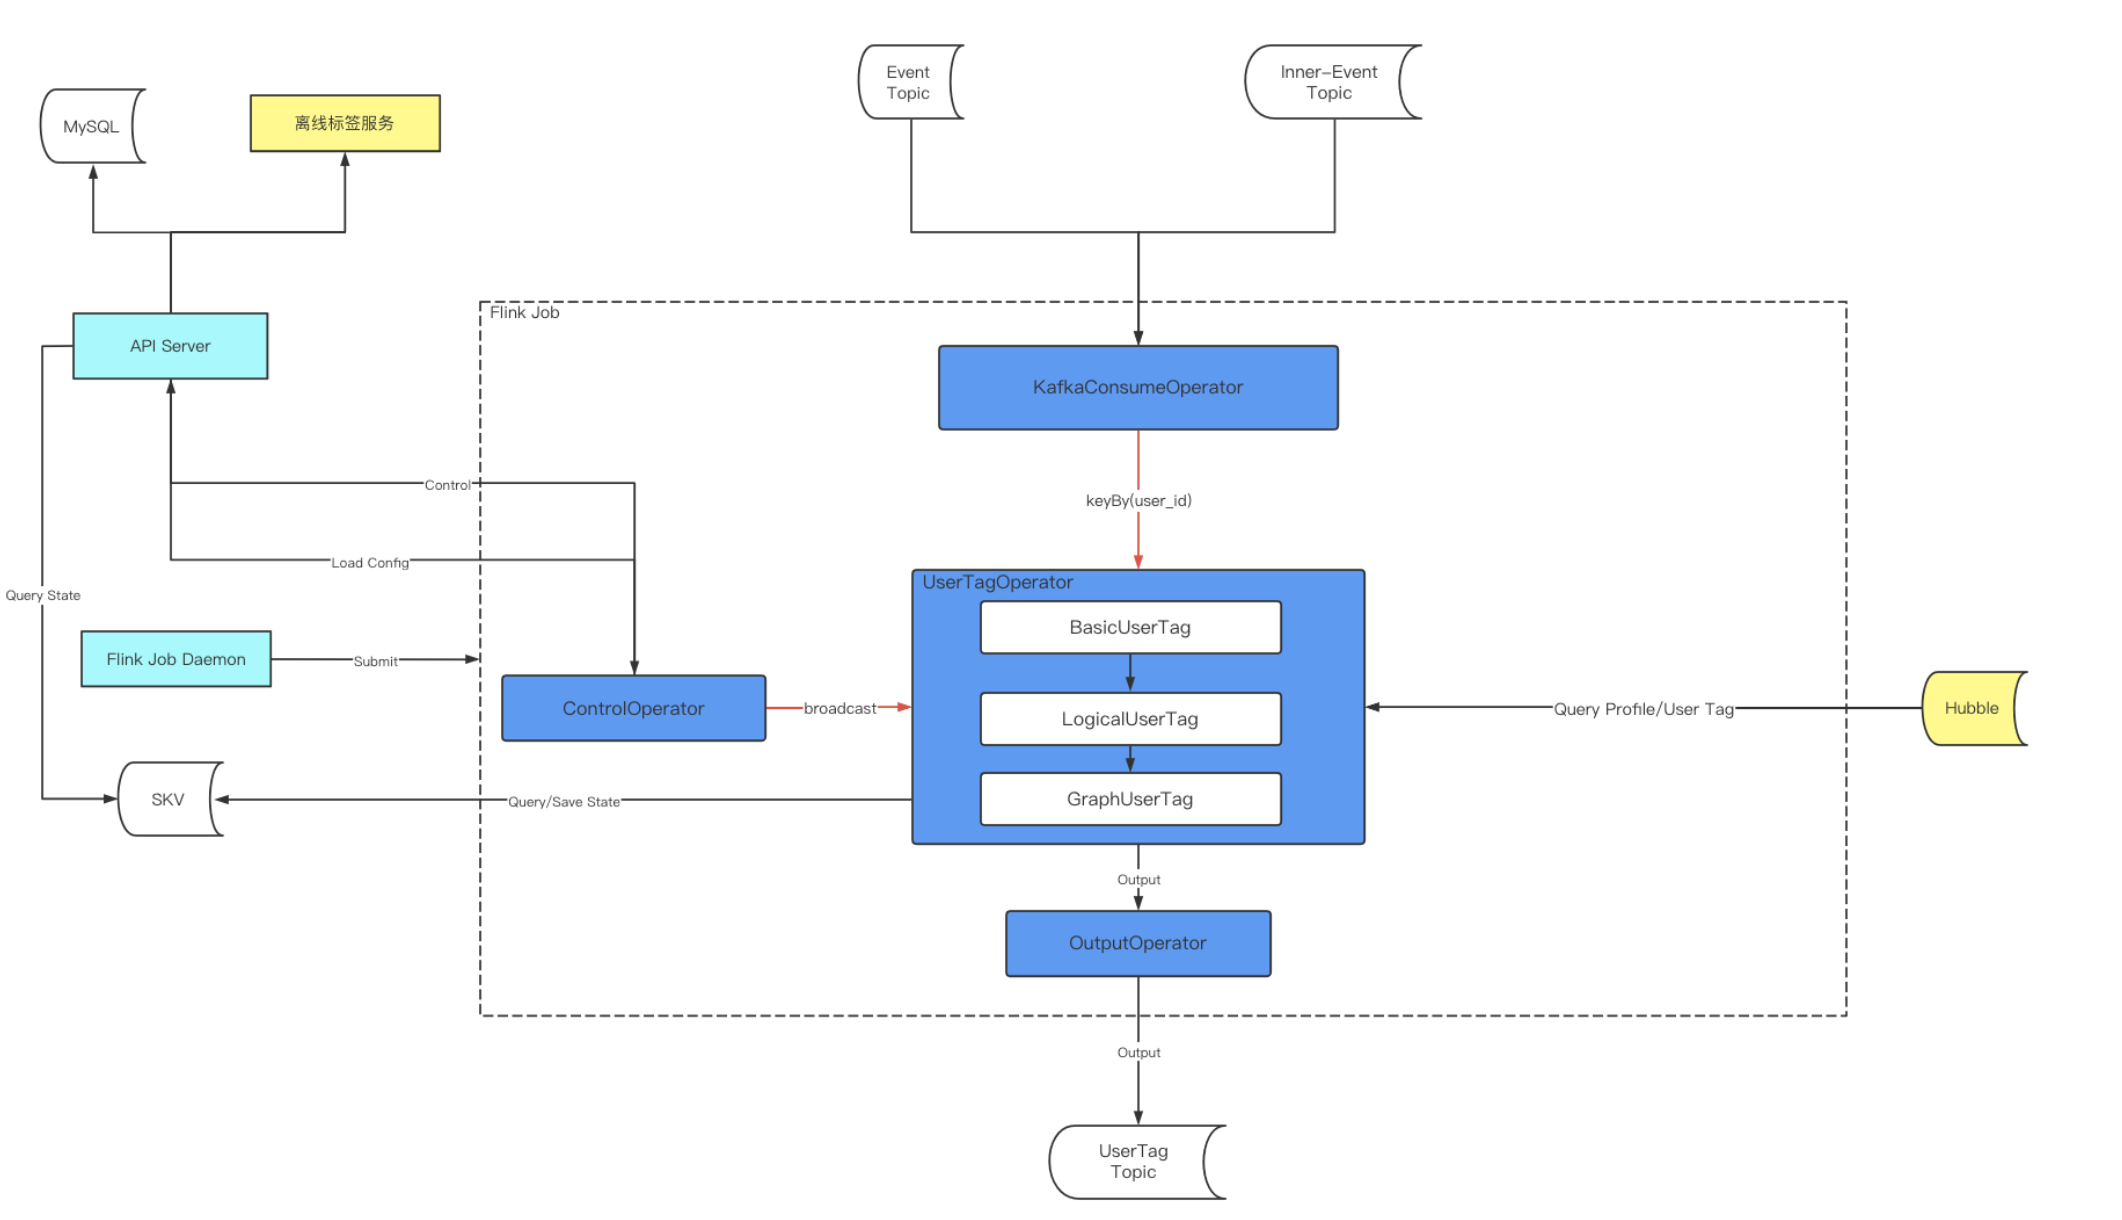 Event
Topic
Inner-Event
Topic
MySQL
离线标签服务
Flink Job
API Server
KafkaConsumeOperator
Control
keyBy(user_id)
Load Config
UserTagOperator
Query State
BasicUserTag
Flink Job Daemon
Submit
ControlOperator
broadcast
LogicalUserTag
Query Profile/User Tag
Hubble
SKV
Query/Save State
GraphUserTag
Output
OutputOperator
Output
UserTag
Topic